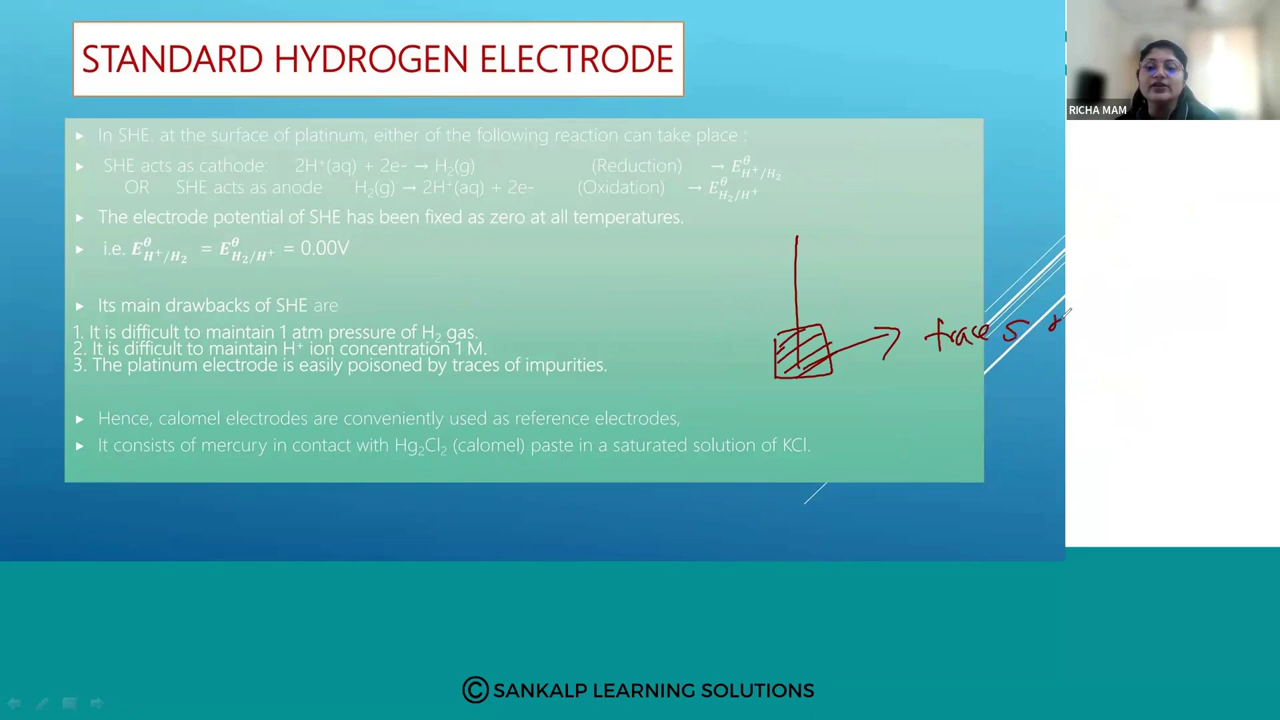 STANDARD HYDROGEN ELECTRODE
RICHA MAM
▶ In SHE, at the surface of platinum, either of the following reaction can take place :
▶ SHE acts as cathode: 2H⁺(aq) + 2e- → H₂(g) (Reduction) → E^θ_{H⁺/H₂}
OR SHE acts as anode H₂(g) → 2H⁺(aq) + 2e- (Oxidation) → E^θ_{H₂/H⁺}
▶ The electrode potential of SHE has been fixed as zero at all temperatures.
▶ i.e. E^θ_{H⁺/H₂} = E^θ_{H₂/H⁺} = 0.00V
▶ Its main drawbacks of SHE are
1. It is difficult to maintain 1 atm pressure of H₂ gas.
2. It is difficult to maintain H⁺ ion concentration 1 M.
3. The platinum electrode is easily poisoned by traces of impurities.
traces
▶ Hence, calomel electrodes are conveniently used as reference electrodes,
▶ It consists of mercury in contact with Hg₂Cl₂ (calomel) paste in a saturated solution of KCl.
© SANKALP LEARNING SOLUTIONS